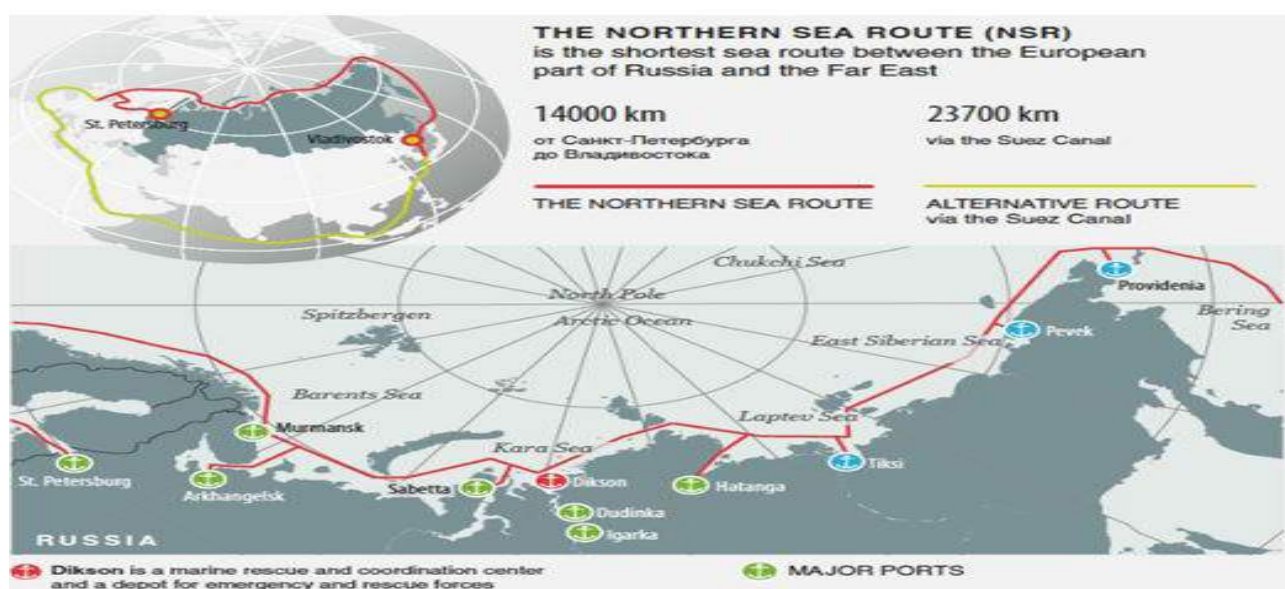 THE NORTHERN SEA ROUTE (NSR)
is the shortest sea route between the European
part of Russia and the Far East
14000 km
от Санкт-Петербурга
до Владивостока
23700 km
via the Suez Canal
THE NORTHERN SEA ROUTE
ALTERNATIVE ROUTE
via the Suez Canal
St. Petersburg
Vladivostok
Chukchi Sea
North Pole
Arctic Ocean
Spitzbergen
Providenia
Bering
Sea
Pevek
East Siberian Sea
Barents Sea
Laptev Sea
Murmansk
Kara Sea
St. Petersburg
Arkhangelsk
Sabetta
Dikson
Hatanga
Tiksi
Dudinka
Igarka
RUSSIA
Dikson is a marine rescue and coordination center
and a depot for emergency and rescue forces
MAJOR PORTS